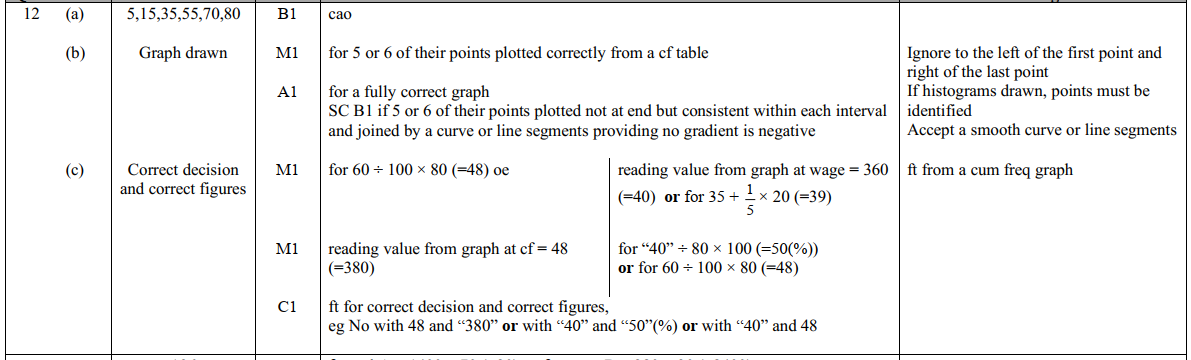 12 (a) 5,15,35,55,70,80 B1 cao
(b) Graph drawn M1 for 5 or 6 of their points plotted correctly from a cf table Ignore to the left of the first point and
right of the last point
A1 for a fully correct graph If histograms drawn, points must be
SC B1 if 5 or 6 of their points plotted not at end but consistent within each interval identified
and joined by a curve or line segments providing no gradient is negative Accept a smooth curve or line segments
(c) Correct decision M1 for 60 ÷ 100 × 80 (=48) oe reading value from graph at wage = 360 ft from a cum freq graph
and correct figures (=40) or for 35 + 1/5 × 20 (=39)
M1 reading value from graph at cf = 48 for “40” ÷ 80 × 100 (=50(%))
(=380) or for 60 ÷ 100 × 80 (=48)
C1 ft for correct decision and correct figures,
eg No with 48 and “380” or with “40” and “50”(%) or with “40” and 48